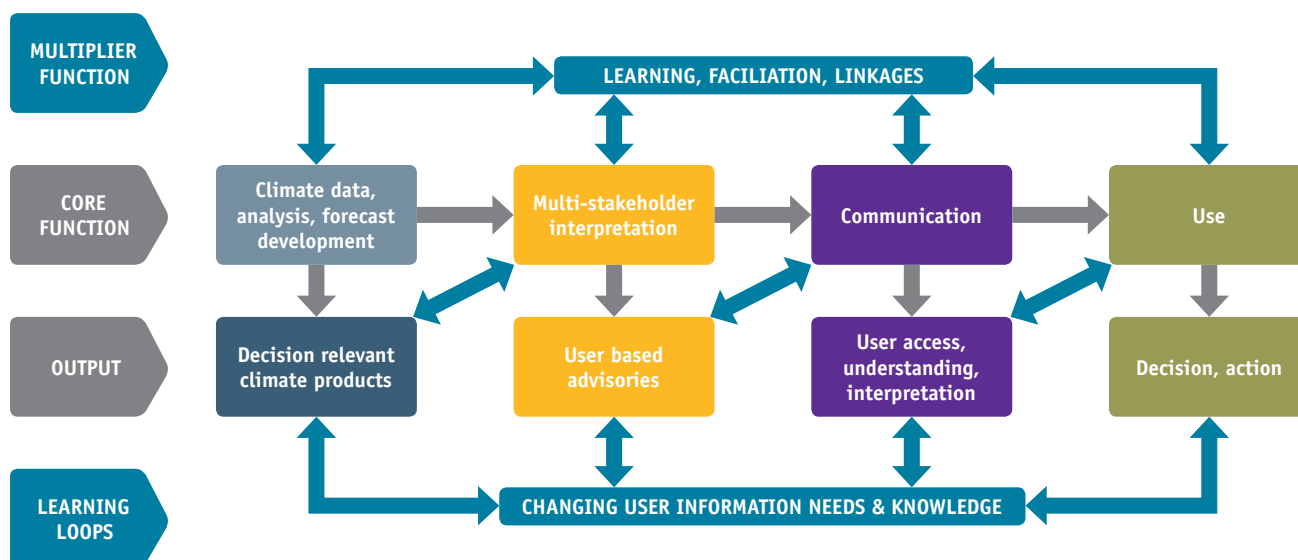 MULTIPLIER
FUNCTION
LEARNING, FACILIATION, LINKAGES
CORE
FUNCTION
Climate data,
analysis, forecast
development
Multi-stakeholder
interpretation
Communication
Use
OUTPUT
Decision relevant
climate products
User based
advisories
User access,
understanding,
interpretation
Decision, action
LEARNING
LOOPS
CHANGING USER INFORMATION NEEDS & KNOWLEDGE